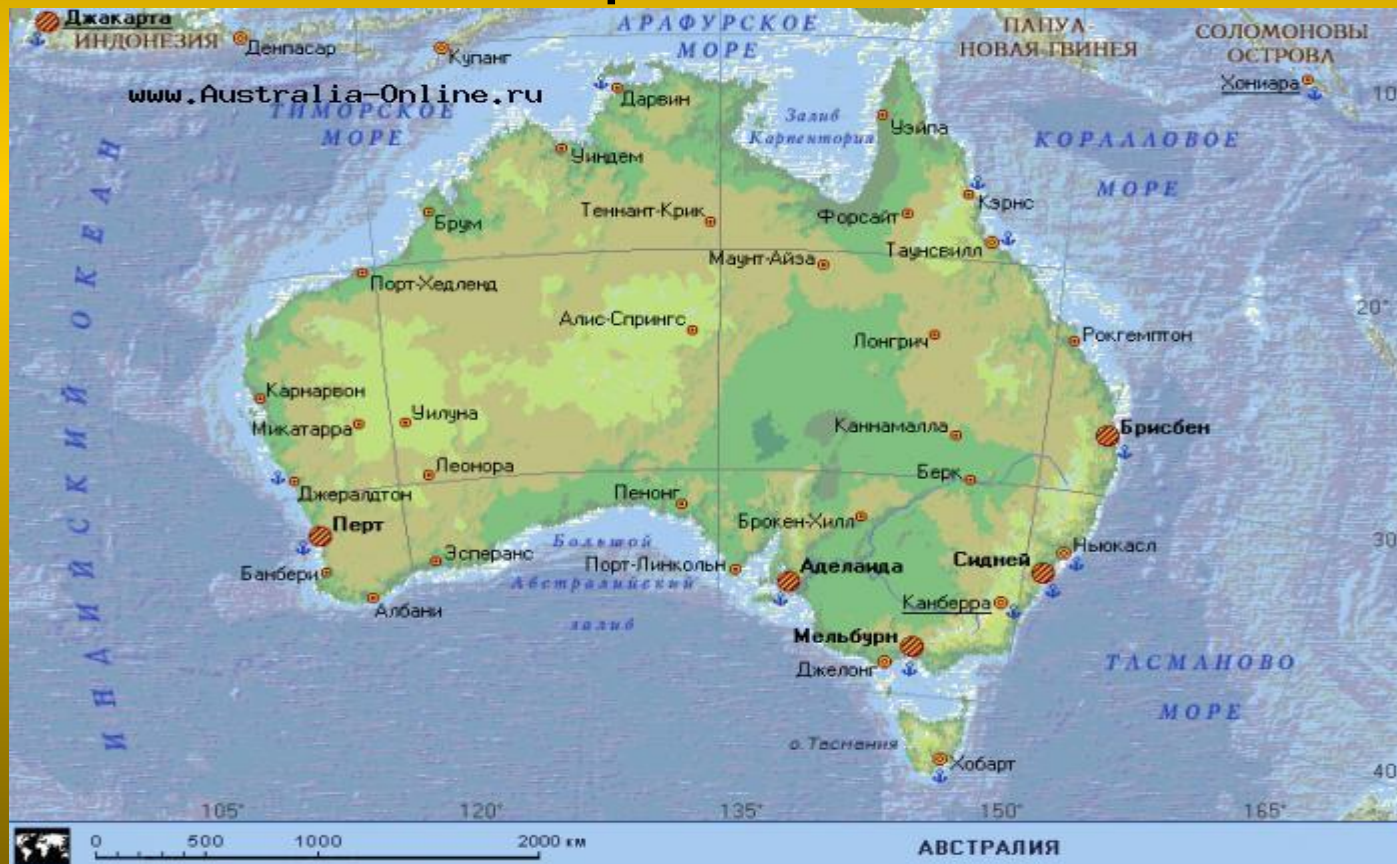 Джакарта
ИНДОНЕЗИЯ
Денпасар
Купанг
АРАФУРСКОЕ
МОРЕ
ПАПУА-
НОВАЯ ГВИНЕЯ
СОЛОМОНОВЫ
ОСТРОВА
Хониара
www.Australia-Online.ru
ТИМОРСКОЕ
МОРЕ
Дарвин
Залив
Карпентория
Уэйпа
КОРАЛЛОВОЕ
МОРЕ
10
Уиндем
Брум
Теннант-Крик
Форсайт
Кэрнс
Таунсвилл
Маунт-Айза
Порт-Хедленд
20°
Алис-Спрингс
Лонгрич
Рокгемптон
ИНДИЙСКИЙ ОКЕАН
Карнарвон
Микатарра
Уилуна
Каннамалла
Брисбен
Леонора
Джералдтон
Берк
Пенонг
Брокен-Хилл
Перт
Эсперанс
Большой
Австралийский
залив
Порт-Линкольн
Аделаида
Сидней
Ньюкасл
30
Банбери
Албани
Канберра
Мельбурн
Джелонг
ТАСМАНОВО
МОРЕ
о. Тасмания
Хобарт
40
105°
120°
135°
150°
165°
0 500 1000 2000 км
АВСТРАЛИЯ